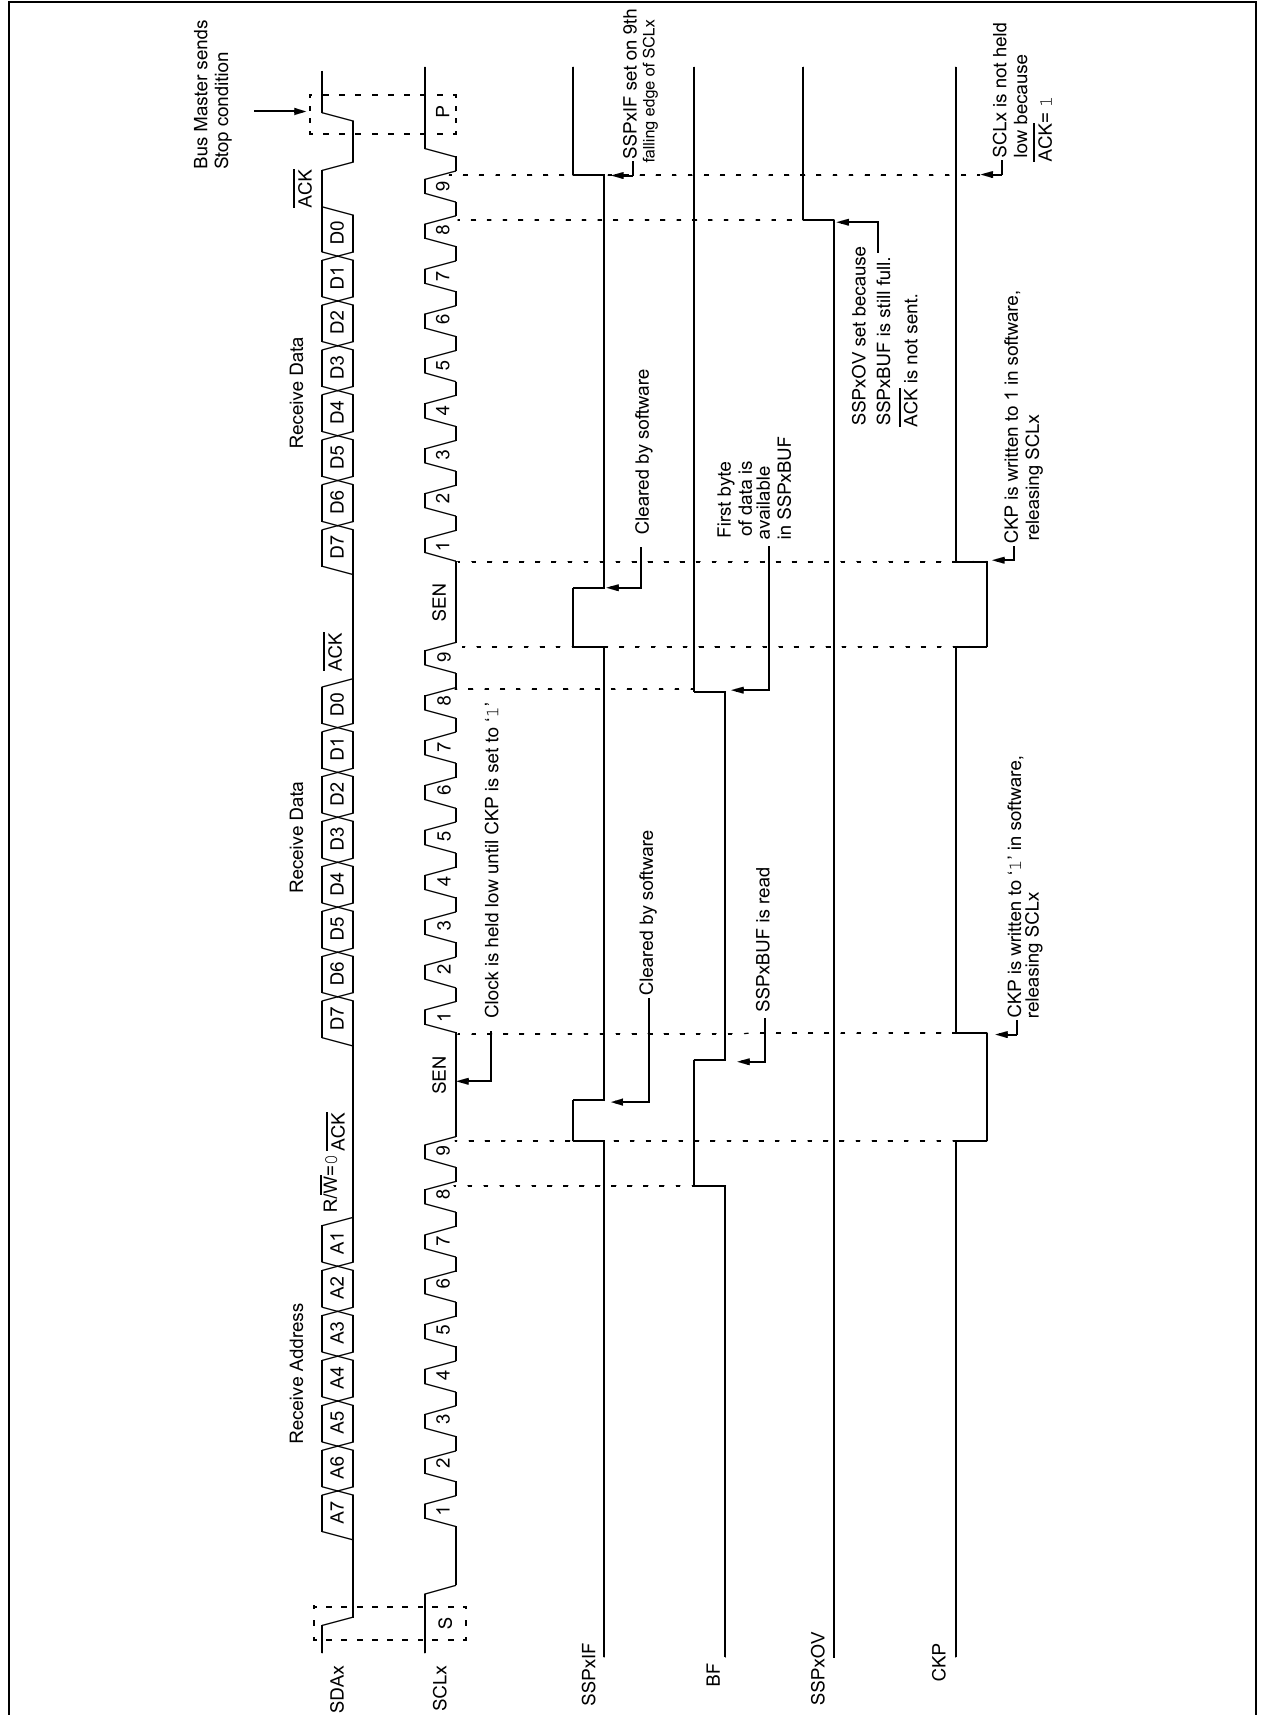 Bus Master sends
Stop condition
Receive Address
Receive Data
Receive Data
SDAx
A7 A6 A5 A4 A3 A2 A1
R/W=0 ACK
D7 D6 D5 D4 D3 D2 D1 D0
ACK
D7 D6 D5 D4 D3 D2 D1 D0
ACK
SCLx
S
1 2 3 4 5 6 7 8 9
SEN
1 2 3 4 5 6 7 8 9
SEN
1 2 3 4 5 6 7 8 9
P
Clock is held low until CKP is set to ‘1’
SSPxIF
Cleared by software
Cleared by software
SSPxIF set on 9th
falling edge of SCLx
BF
SSPxBUF is read
First byte
of data is
available
in SSPxBUF
SSPxOV
SSPxOV set because
SSPxBUF is still full.
ACK is not sent.
CKP
CKP is written to ‘1’ in software,
releasing SCLx
CKP is written to 1 in software,
releasing SCLx
SCLx is not held
low because
ACK= 1